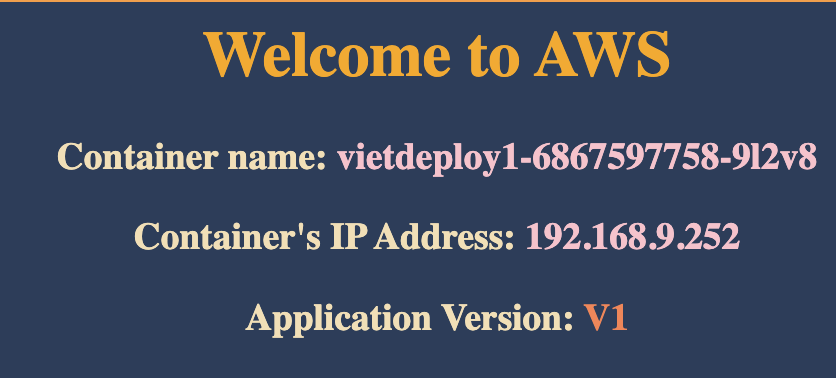 Welcome to AWS
Container name: vietdeploy1-6867597758-9l2v8
Container's IP Address: 192.168.9.252
Application Version: V1